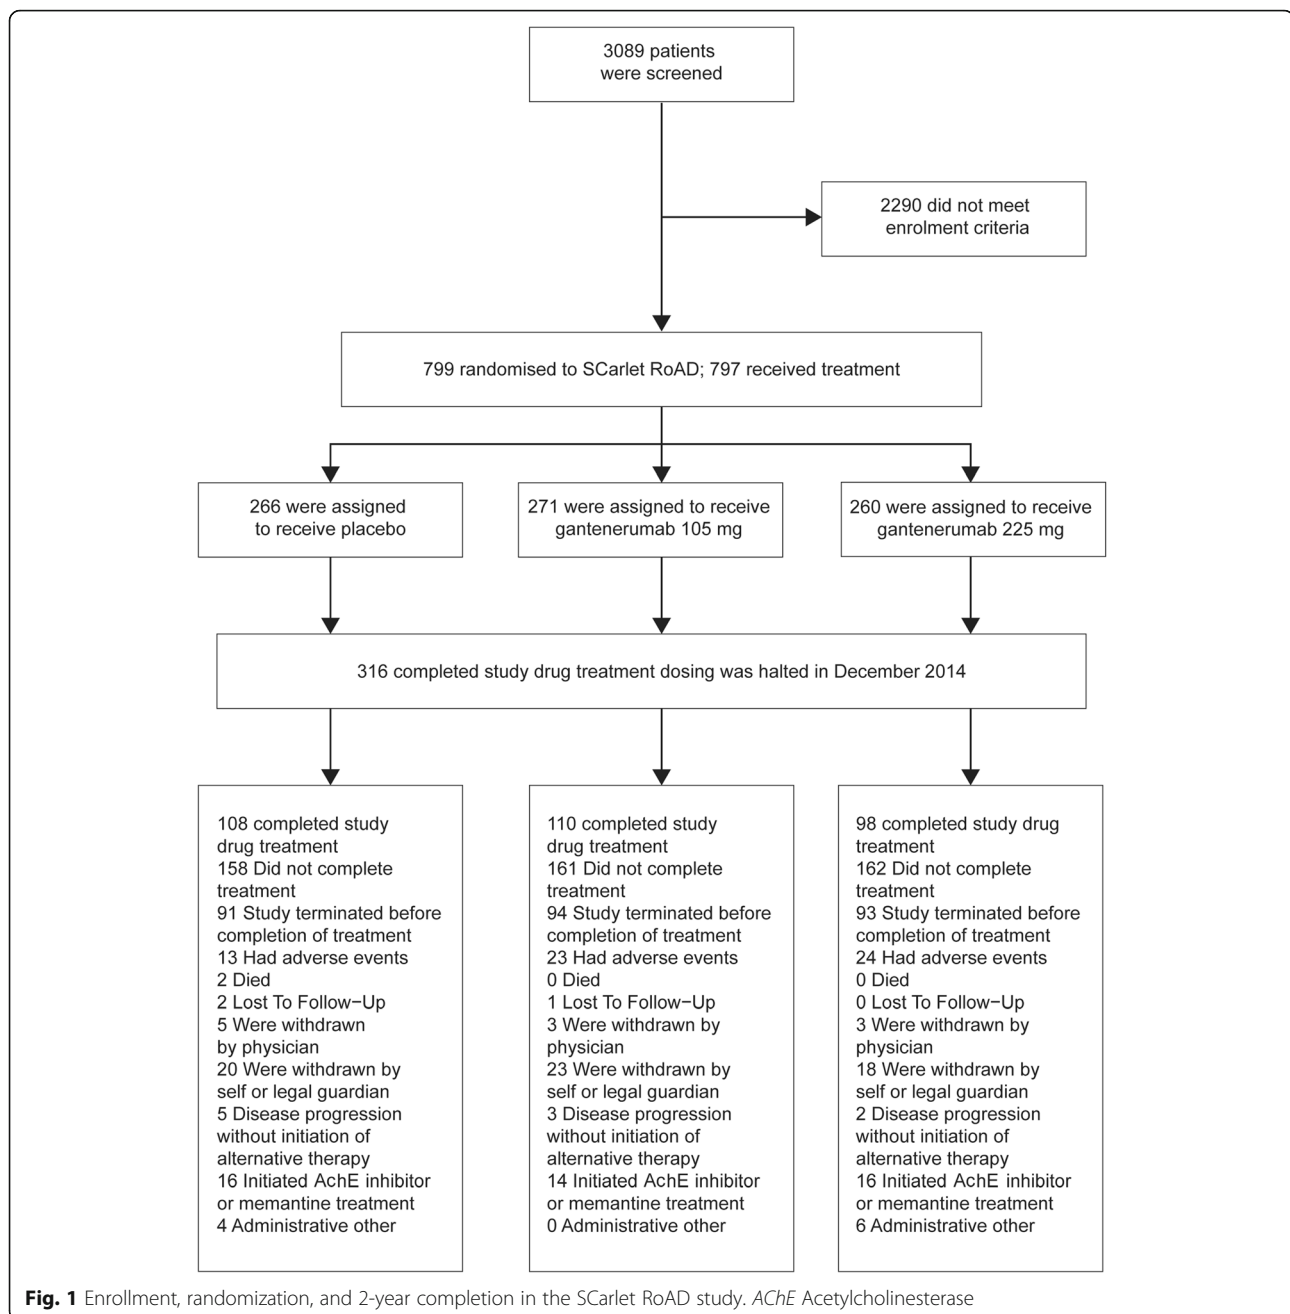 3089 patients
were screened
2290 did not meet
enrolment criteria
799 randomised to SCarlet RoAD; 797 received treatment
266 were assigned
to receive placebo
271 were assigned to receive
gantenerumab 105 mg
260 were assigned to receive
gantenerumab 225 mg
316 completed study drug treatment dosing was halted in December 2014
108 completed study
drug treatment
158 Did not complete
treatment
91 Study terminated before
completion of treatment
13 Had adverse events
2 Died
2 Lost To Follow−Up
5 Were withdrawn
by physician
20 Were withdrawn by
self or legal guardian
5 Disease progression
without initiation of
alternative therapy
16 Initiated AchE inhibitor
or memantine treatment
4 Administrative other
110 completed study
drug treatment
161 Did not complete
treatment
94 Study terminated before
completion of treatment
23 Had adverse events
0 Died
1 Lost To Follow−Up
3 Were withdrawn by
physician
23 Were withdrawn by
self or legal guardian
3 Disease progression
without initiation of
alternative therapy
14 Initiated AchE inhibitor
or memantine treatment
0 Administrative other
98 completed study drug
treatment
162 Did not complete
treatment
93 Study terminated before
completion of treatment
24 Had adverse events
0 Died
0 Lost To Follow−Up
3 Were withdrawn by
physician
18 Were withdrawn by
self or legal guardian
2 Disease progression
without initiation of
alternative therapy
16 Initiated AchE inhibitor
or memantine treatment
6 Administrative other
Fig. 1 Enrollment, randomization, and 2-year completion in the SCarlet RoAD study. AChE Acetylcholinesterase